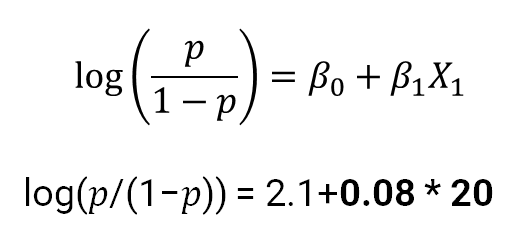 log(p/(1 − p)) = β₀ + β₁X₁
log(p/(1−p)) = 2.1+0.08 * 20